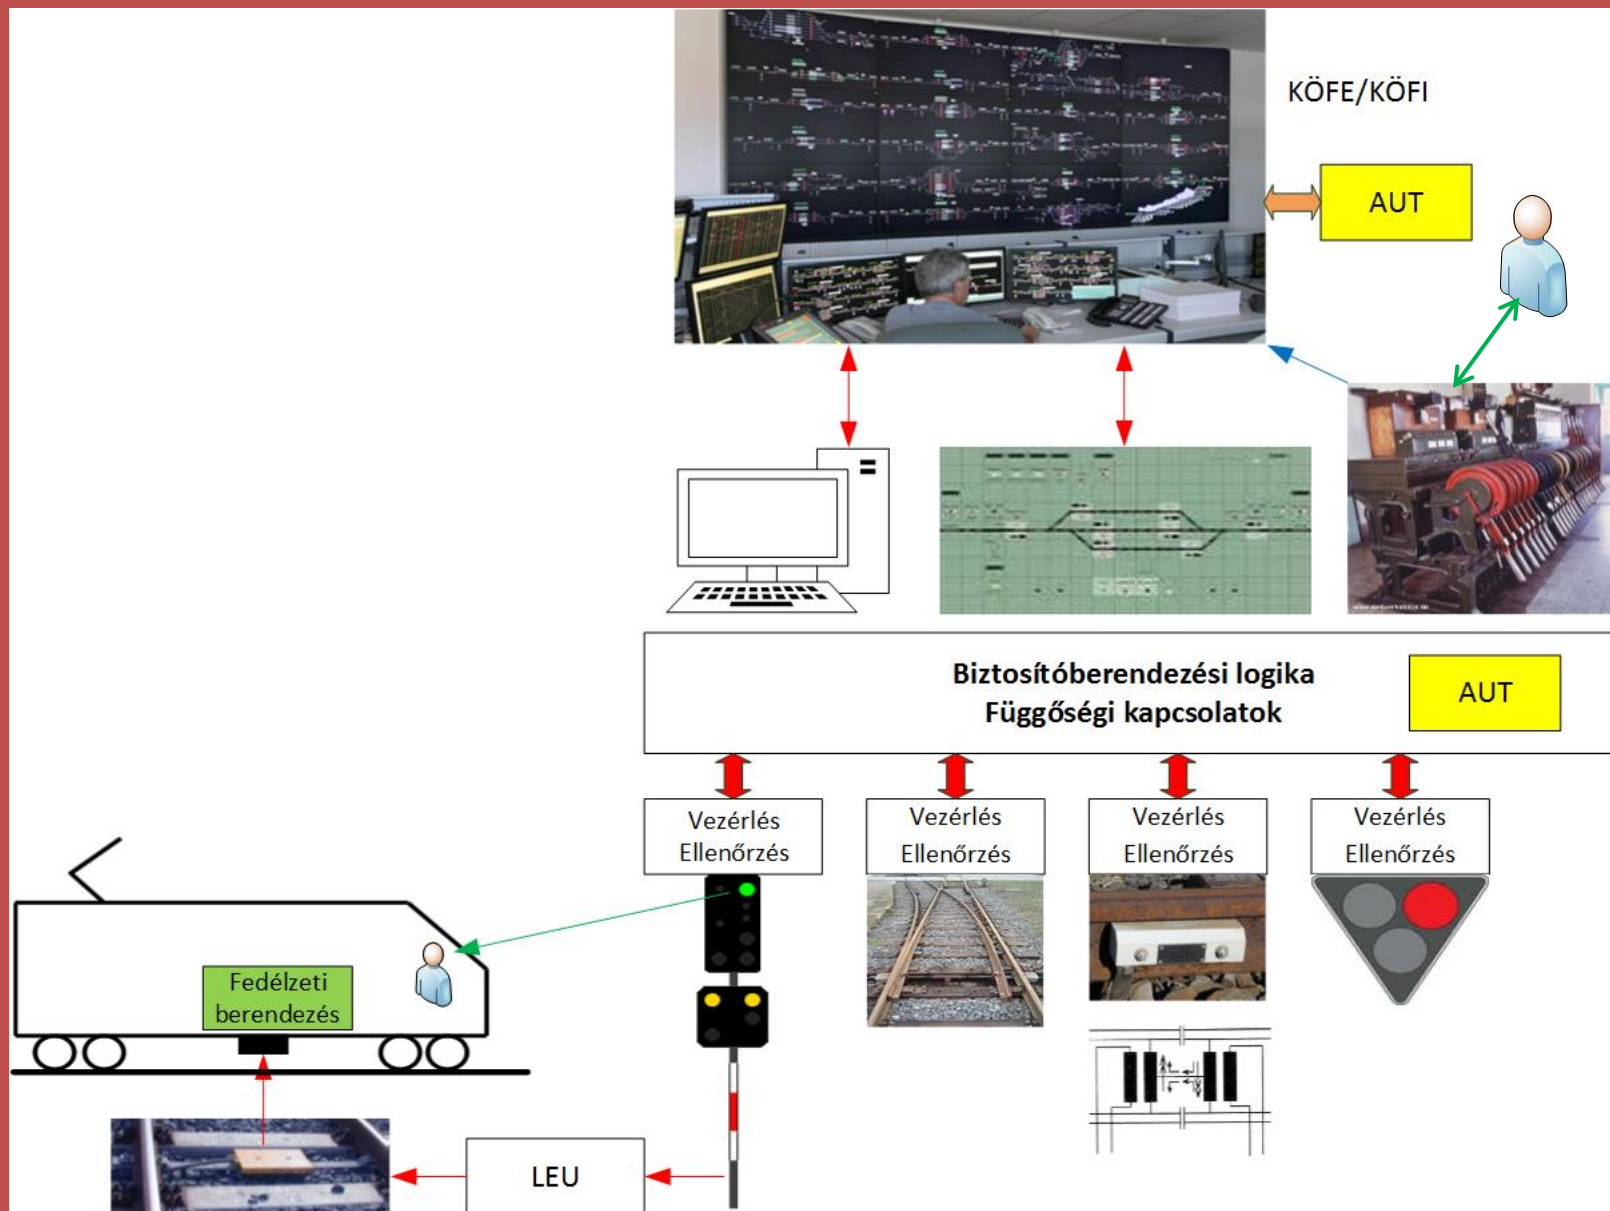 KÖFE/KÖFI
AUT
Biztosítóberendezési logika
Függőségi kapcsolatok
AUT
Vezérlés
Ellenőrzés
Vezérlés
Ellenőrzés
Vezérlés
Ellenőrzés
Vezérlés
Ellenőrzés
Fedélzeti
berendezés
LEU